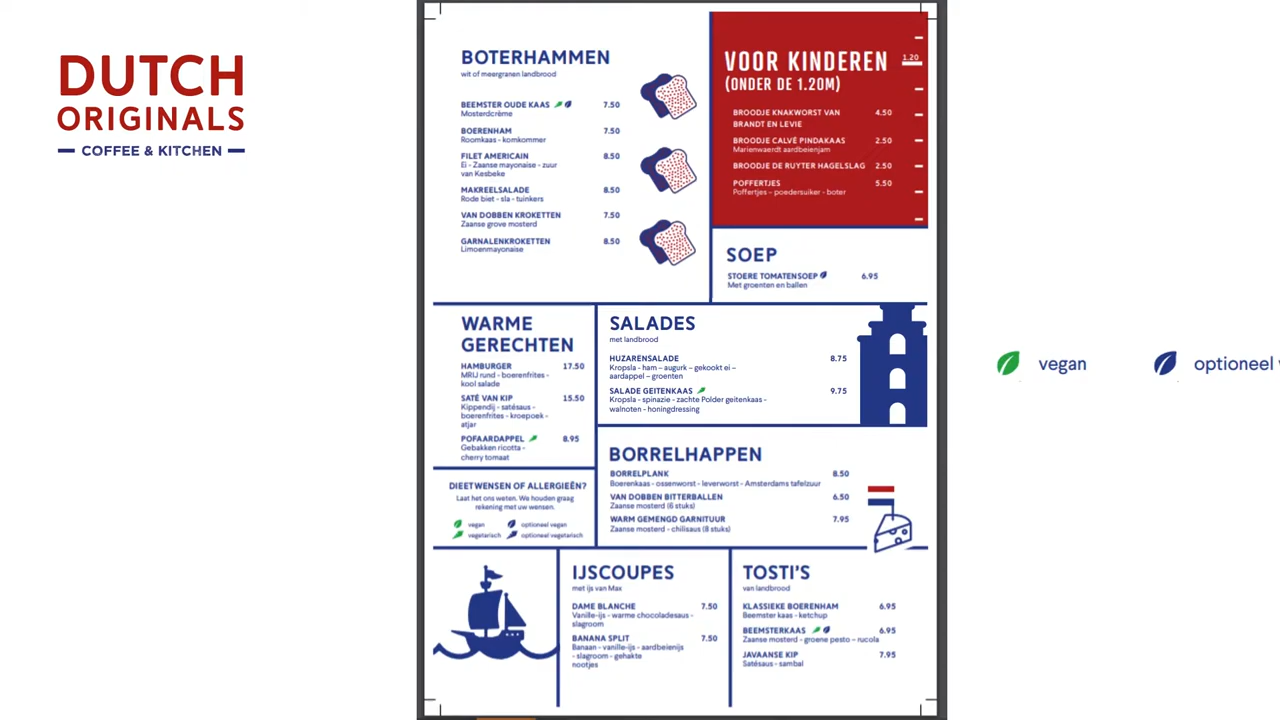 DUTCH
ORIGINALS
COFFEE & KITCHEN
BOTERHAMMEN
wit of meergranen landbrood
BEEMSTER OUDE KAAS 7.50
Mosterdcrème
BOERENHAM 7.50
Roomkaas - komkommer
FILET AMERICAIN 8.50
Ei - Zaanse mayonaise - zuur
van Kesbeke
MAKREELSALADE 8.50
Rode biet - sla - tuinkers
VAN DOBBEN KROKETTEN 7.50
Zaanse grove mosterd
GARNALENKROKETTEN 8.50
Limoenmayonaise
VOOR KINDEREN
(ONDER DE 1.20M)
1.20
BROODJE KNAKWORST VAN 4.50
BRANDT EN LEVIE
BROODJE CALVÉ PINDAKAAS 2.50
Marienwaerdt aardbeienjam
BROODJE DE RUYTER HAGELSLAG 2.50
POFFERTJES 5.50
Poffertjes – poedersuiker - boter
SOEP
STOERE TOMATENSOEP 6.95
Met groenten en ballen
WARME
GERECHTEN
HAMBURGER 17.50
MRIJ rund - boerenfrites -
kool salade
SATÉ VAN KIP 15.50
Kippendij - satésaus -
boerenfrites - kroepoek -
atjar
POFAARDAPPEL 8.95
Gebakken ricotta -
cherry tomaat
SALADES
met landbrood
HUZARENSALADE 8.75
Kropsla - ham – augurk – gekookt ei –
aardappel – groenten
SALADE GEITENKAAS 9.75
Kropsla - spinazie - zachte Polder geitenkaas -
walnoten - honingdressing
BORRELHAPPEN
BORRELPLANK 8.50
Boerenkaas - ossenworst - leverworst - Amsterdams tafelzuur
VAN DOBBEN BITTERBALLEN 6.50
Zaanse mosterd (6 stuks)
WARM GEMENGD GARNITUUR 7.95
Zaanse mosterd - chilisaus (8 stuks)
DIEETWENSEN OF ALLERGIEËN?
Laat het ons weten. We houden graag
rekening met uw wensen.
vegan optioneel vegan
vegetarisch optioneel vegetarisch
IJSCOUPES
met ijs van Max
DAME BLANCHE 7.50
Vanille-ijs - warme chocoladesaus -
slagroom
BANANA SPLIT 7.50
Banaan - vanille-ijs - aardbeienijs
- slagroom - gehakte
nootjes
TOSTI'S
van landbrood
KLASSIEKE BOERENHAM 6.95
Beemster kaas - ketchup
BEEMSTERKAAS 6.95
Zaanse mosterd - groene pesto – rucola
JAVAANSE KIP 7.95
Satésaus - sambal
vegan optioneel